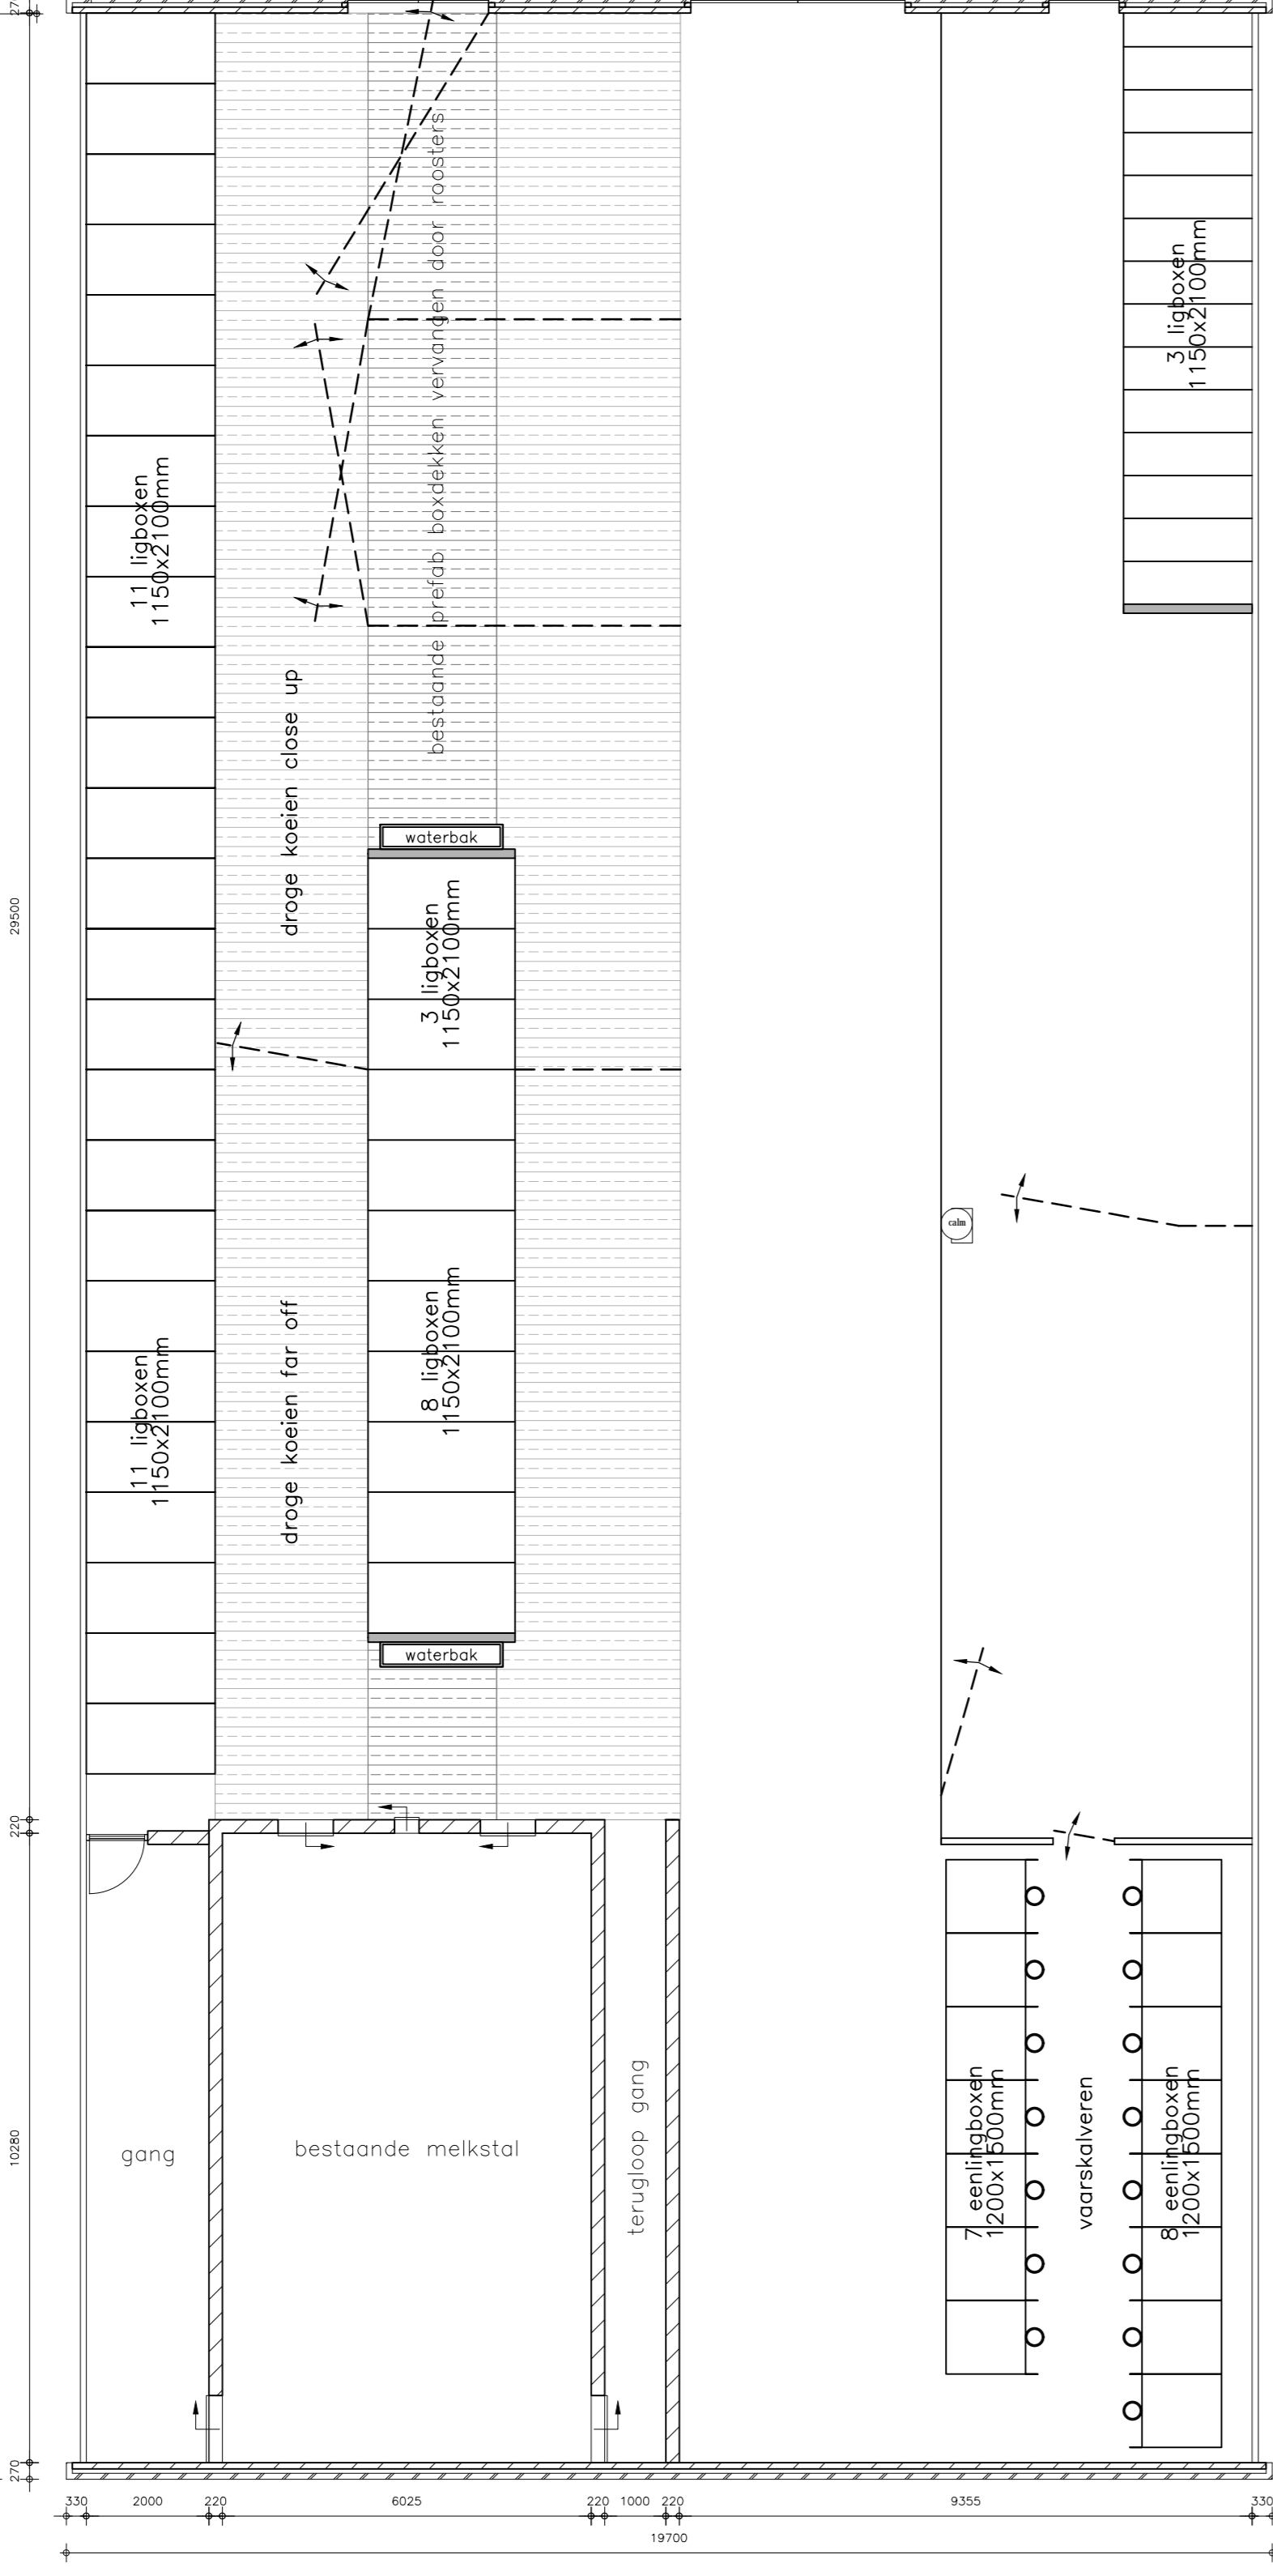 270
bestaande prefab boxdekken vervangen door roosters
3 ligboxen
1150x2100mm
11 ligboxen
1150x2100mm
droge koeien close up
waterbak
3 ligboxen
1150x2100mm
29500
calm
droge koeien far off
8 ligboxen
1150x2100mm
11 ligboxen
1150x2100mm
waterbak
220
10280
gang
bestaande melkstal
terugloop gang
7 eenlingboxen
1200x1500mm
vaarskalveren
8 eenlingboxen
1200x1500mm
270
330
2000
220
6025
220
1000
220
9355
330
19700